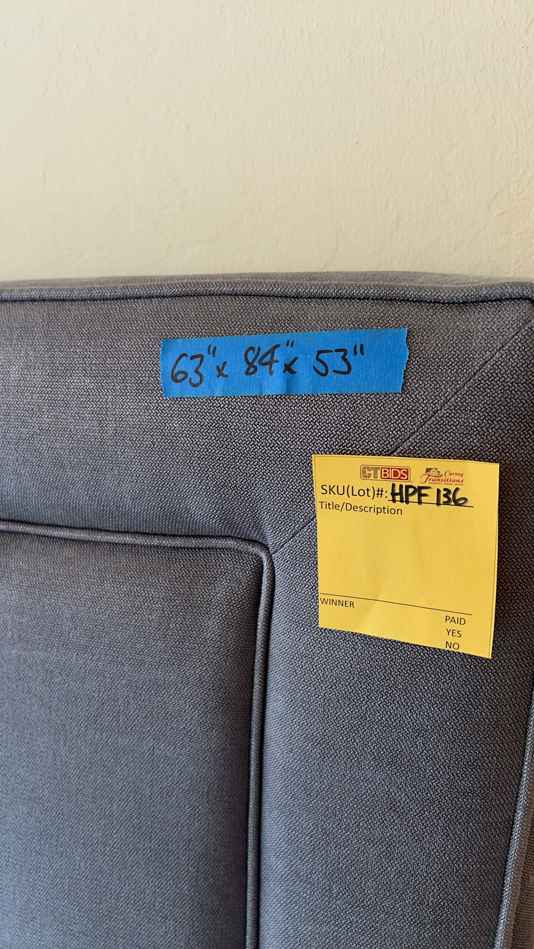 63" x 84" x 53"
CTBIDS Caring Transitions
SKU(Lot)#: HPF 136
Title/Description
WINNER
PAID
YES
NO